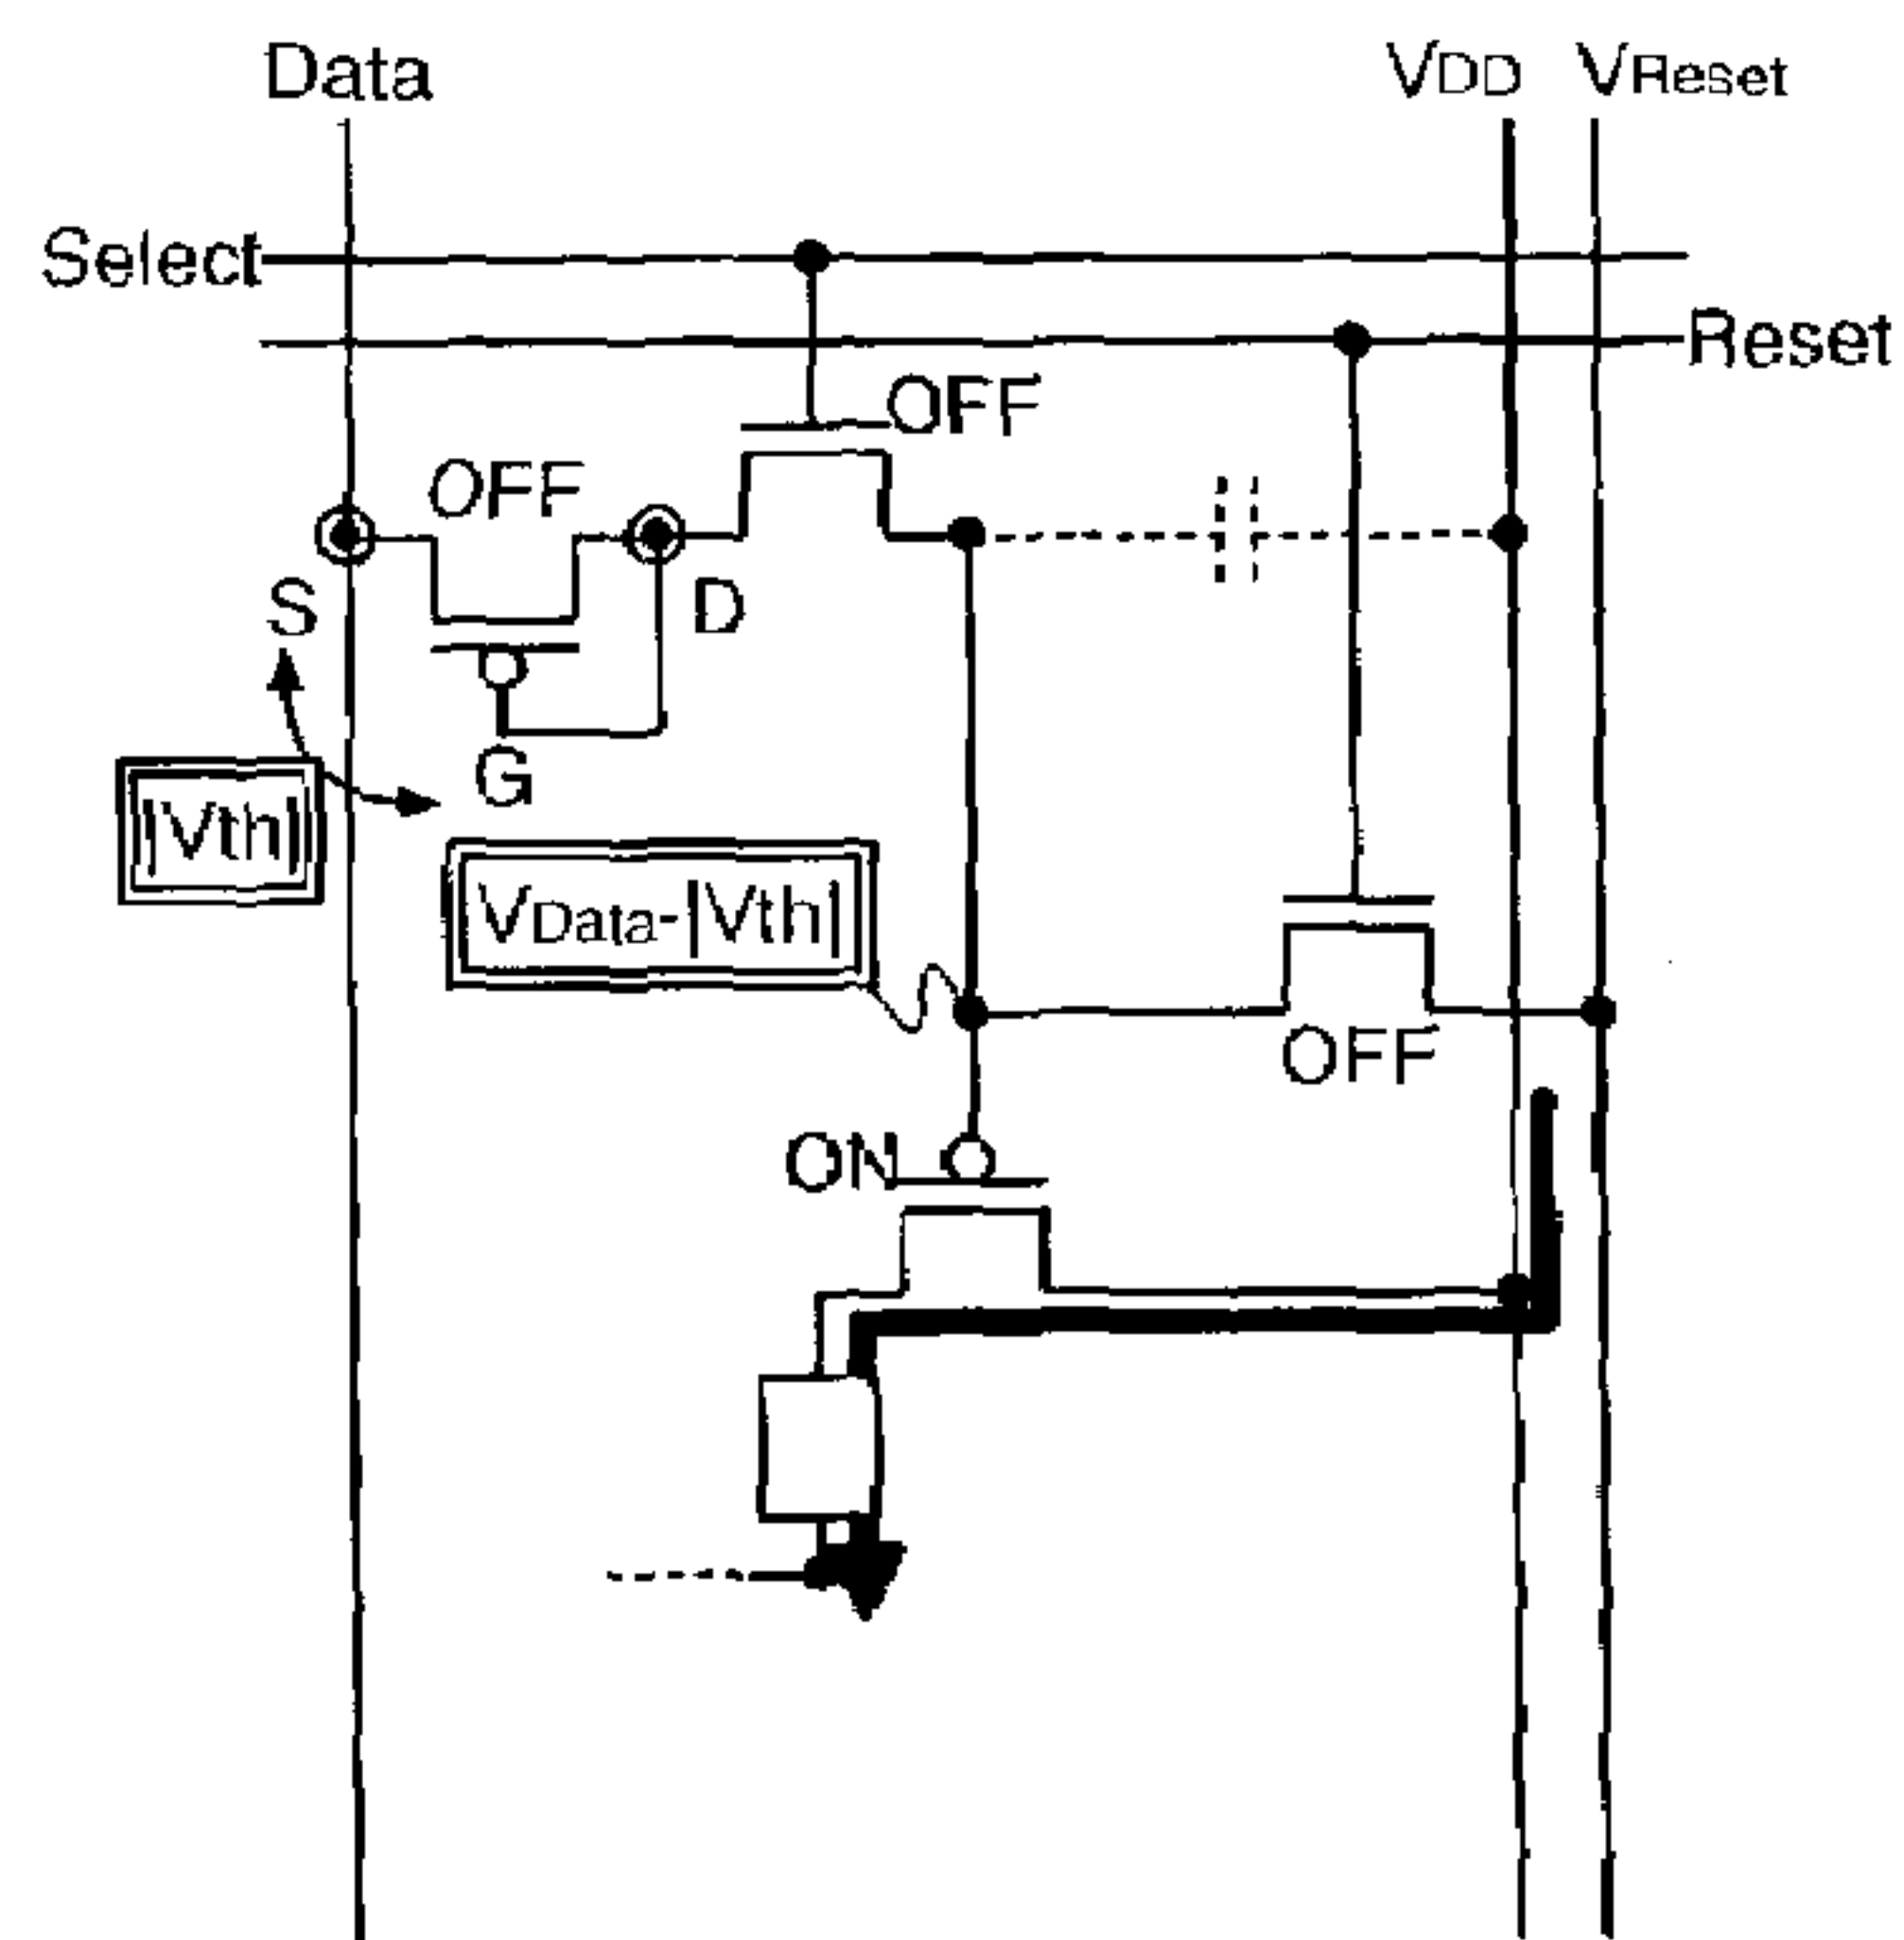 Data
VDD
VReset
Select
Reset
OFF
OFF
S
D
G
|Vth|
VData-|Vth|
OFF
ON